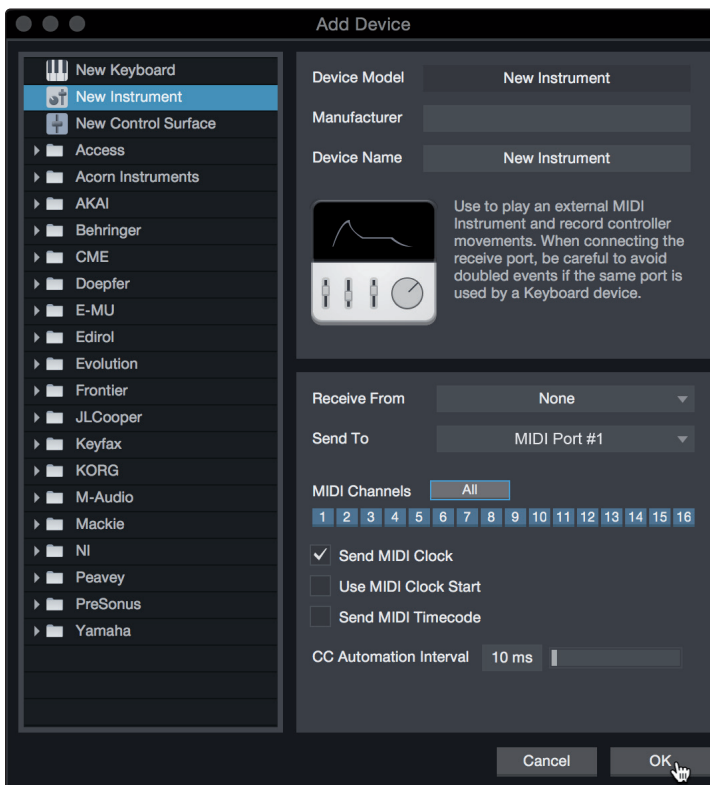 Add Device
New Keyboard
New Instrument
New Control Surface
Access
Acorn Instruments
AKAI
Behringer
CME
Doepfer
E-MU
Edirol
Evolution
Frontier
JLCooper
Keyfax
KORG
M-Audio
Mackie
NI
Peavey
PreSonus
Yamaha
Device Model New Instrument
Manufacturer
Device Name New Instrument
Use to play an external MIDI
Instrument and record controller
movements. When connecting the
receive port, be careful to avoid
doubled events if the same port is
used by a Keyboard device.
Receive From None
Send To MIDI Port #1
MIDI Channels All
1 2 3 4 5 6 7 8 9 10 11 12 13 14 15 16
Send MIDI Clock
Use MIDI Clock Start
Send MIDI Timecode
CC Automation Interval 10 ms
Cancel OK